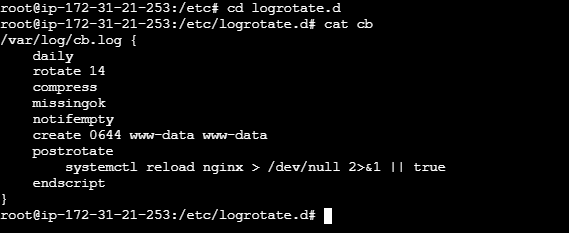 root@ip-172-31-21-253:/etc# cd logrotate.d
root@ip-172-31-21-253:/etc/logrotate.d# cat cb
/var/log/cb.log {
    daily
    rotate 14
    compress
    missingok
    notifempty
    create 0644 www-data www-data
    postrotate
        systemctl reload nginx > /dev/null 2>&1 || true
    endscript
}
root@ip-172-31-21-253:/etc/logrotate.d#